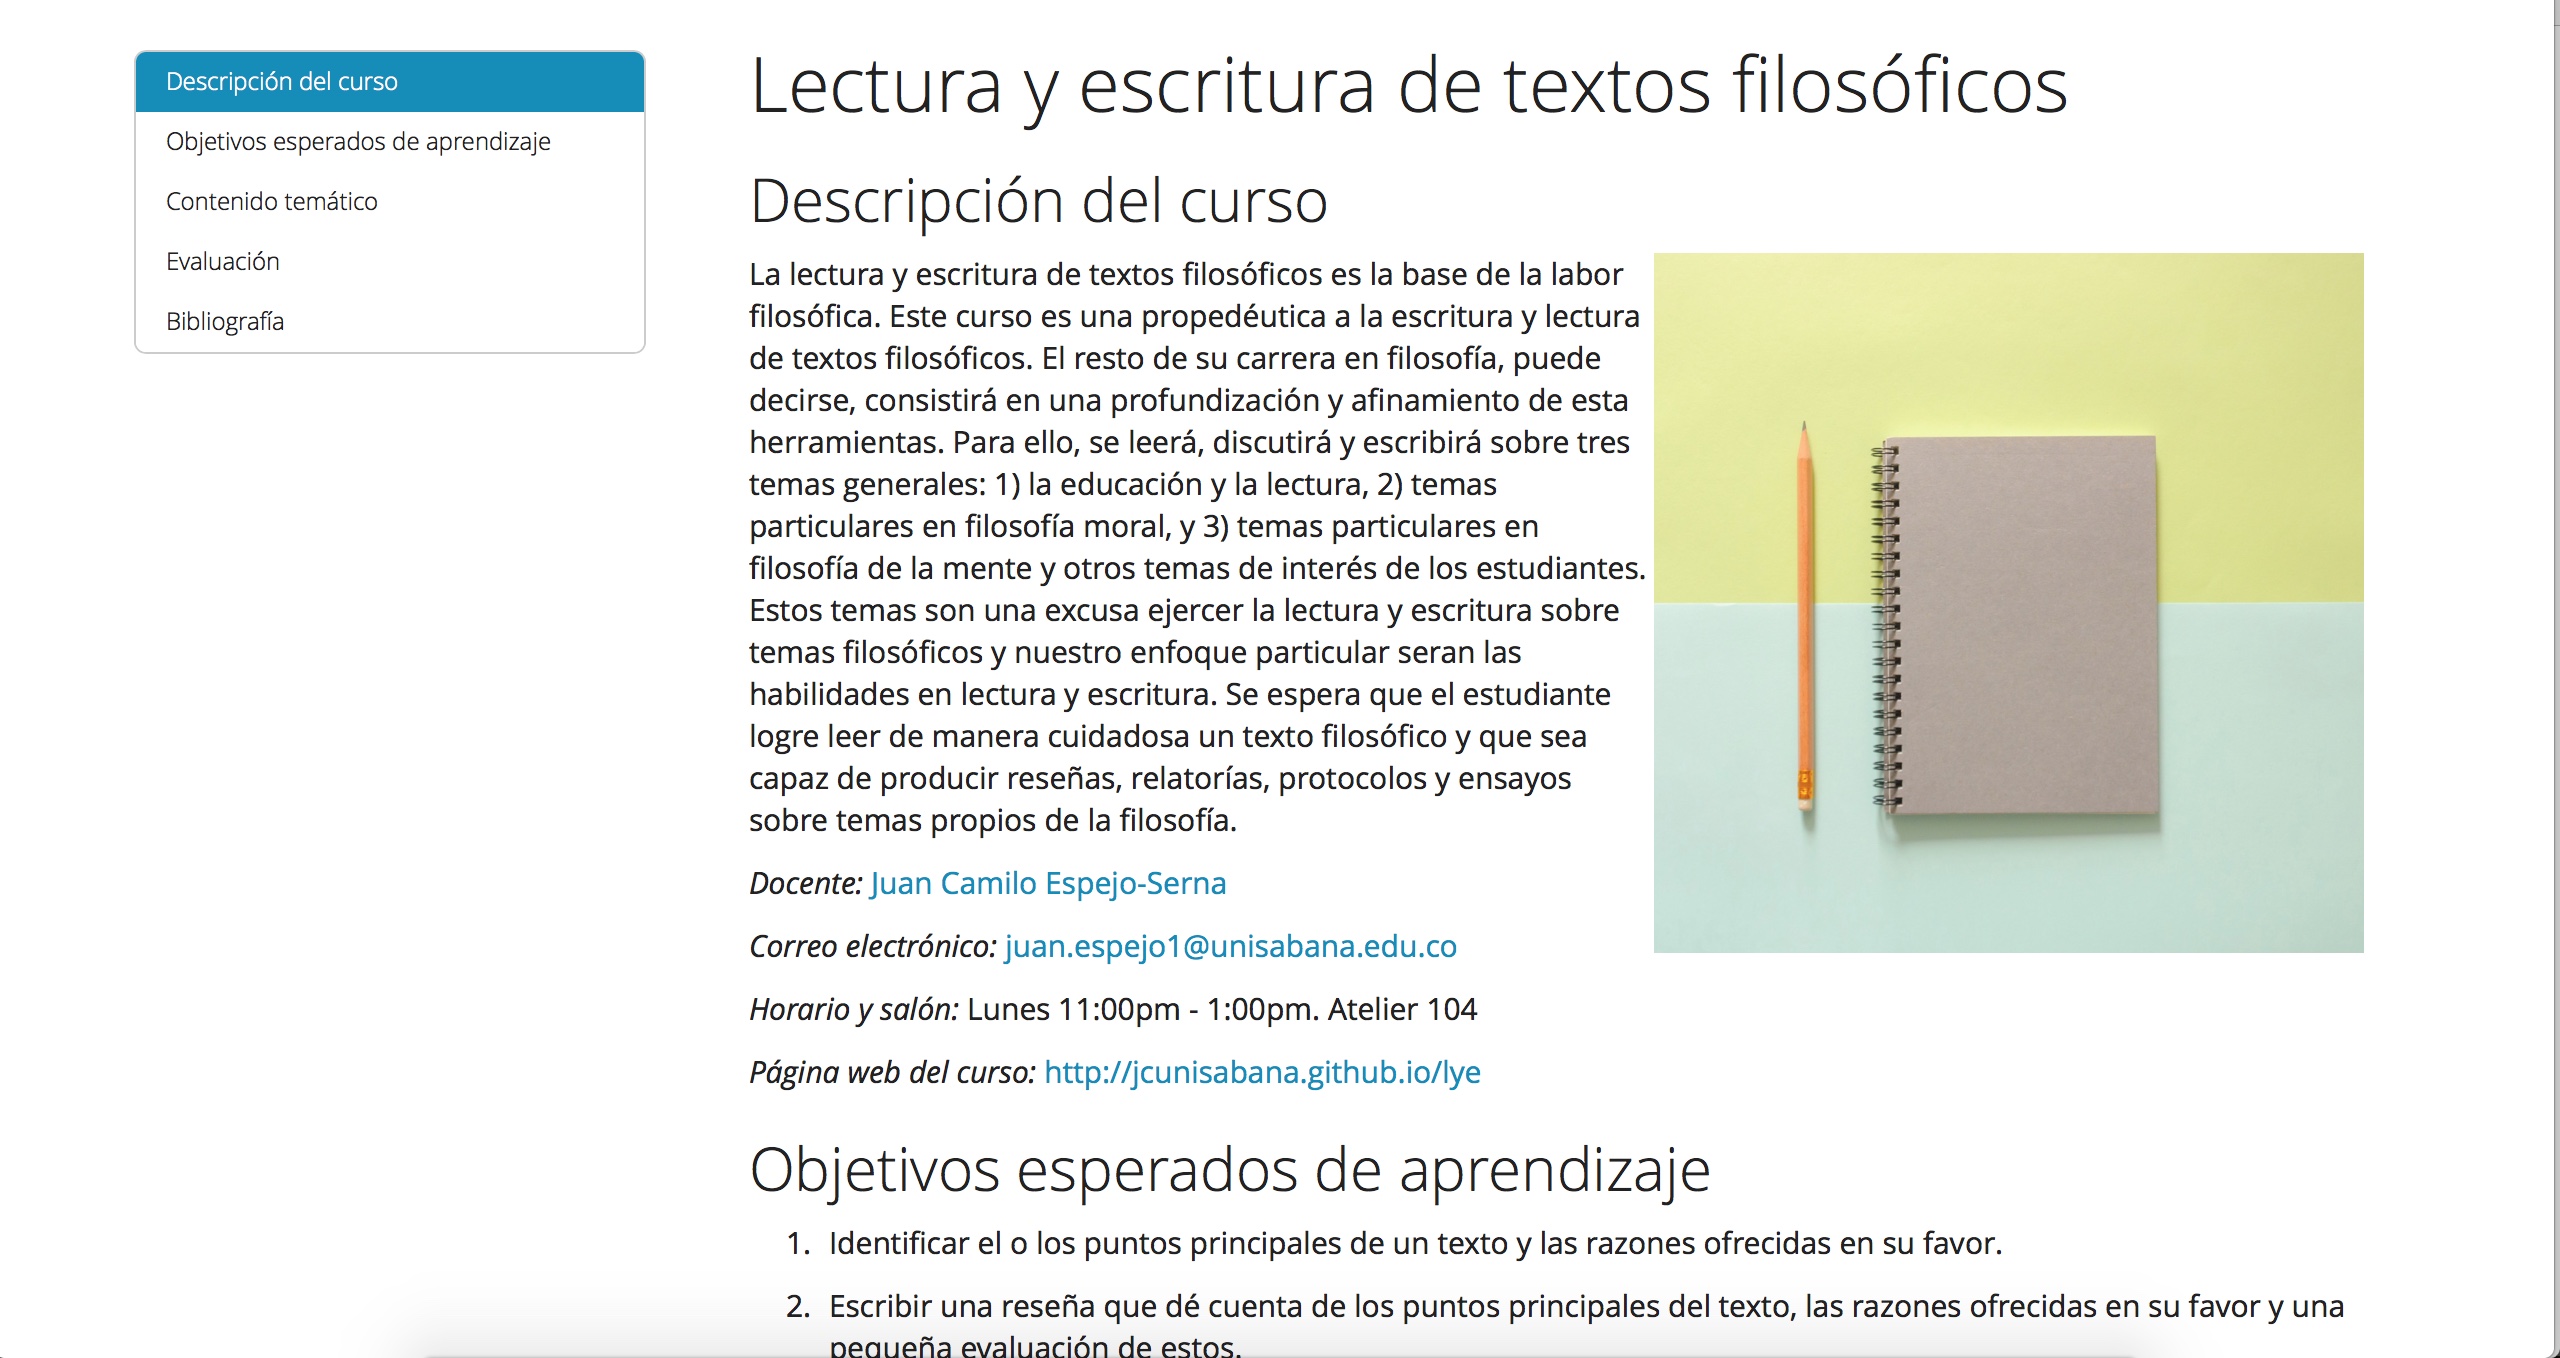 Descripción del curso
Objetivos esperados de aprendizaje
Contenido temático
Evaluación
Bibliografía
Lectura y escritura de textos filosóficos
Descripción del curso
La lectura y escritura de textos filosóficos es la base de la labor
filosófica. Este curso es una propedéutica a la escritura y lectura
de textos filosóficos. El resto de su carrera en filosofía, puede
decirse, consistirá en una profundización y afinamiento de esta
herramientas. Para ello, se leerá, discutirá y escribirá sobre tres
temas generales: 1) la educación y la lectura, 2) temas
particulares en filosofía moral, y 3) temas particulares en
filosofía de la mente y otros temas de interés de los estudiantes.
Estos temas son una excusa ejercer la lectura y escritura sobre
temas filosóficos y nuestro enfoque particular seran las
habilidades en lectura y escritura. Se espera que el estudiante
logre leer de manera cuidadosa un texto filosófico y que sea
capaz de producir reseñas, relatorías, protocolos y ensayos
sobre temas propios de la filosofía.
Docente: Juan Camilo Espejo-Serna
Correo electrónico: juan.espejo1@unisabana.edu.co
Horario y salón: Lunes 11:00pm - 1:00pm. Atelier 104
Página web del curso: http://jcunisabana.github.io/lye
Objetivos esperados de aprendizaje
1. Identificar el o los puntos principales de un texto y las razones ofrecidas en su favor.
2. Escribir una reseña que dé cuenta de los puntos principales del texto, las razones ofrecidas en su favor y una
pequeña evaluación de estos.